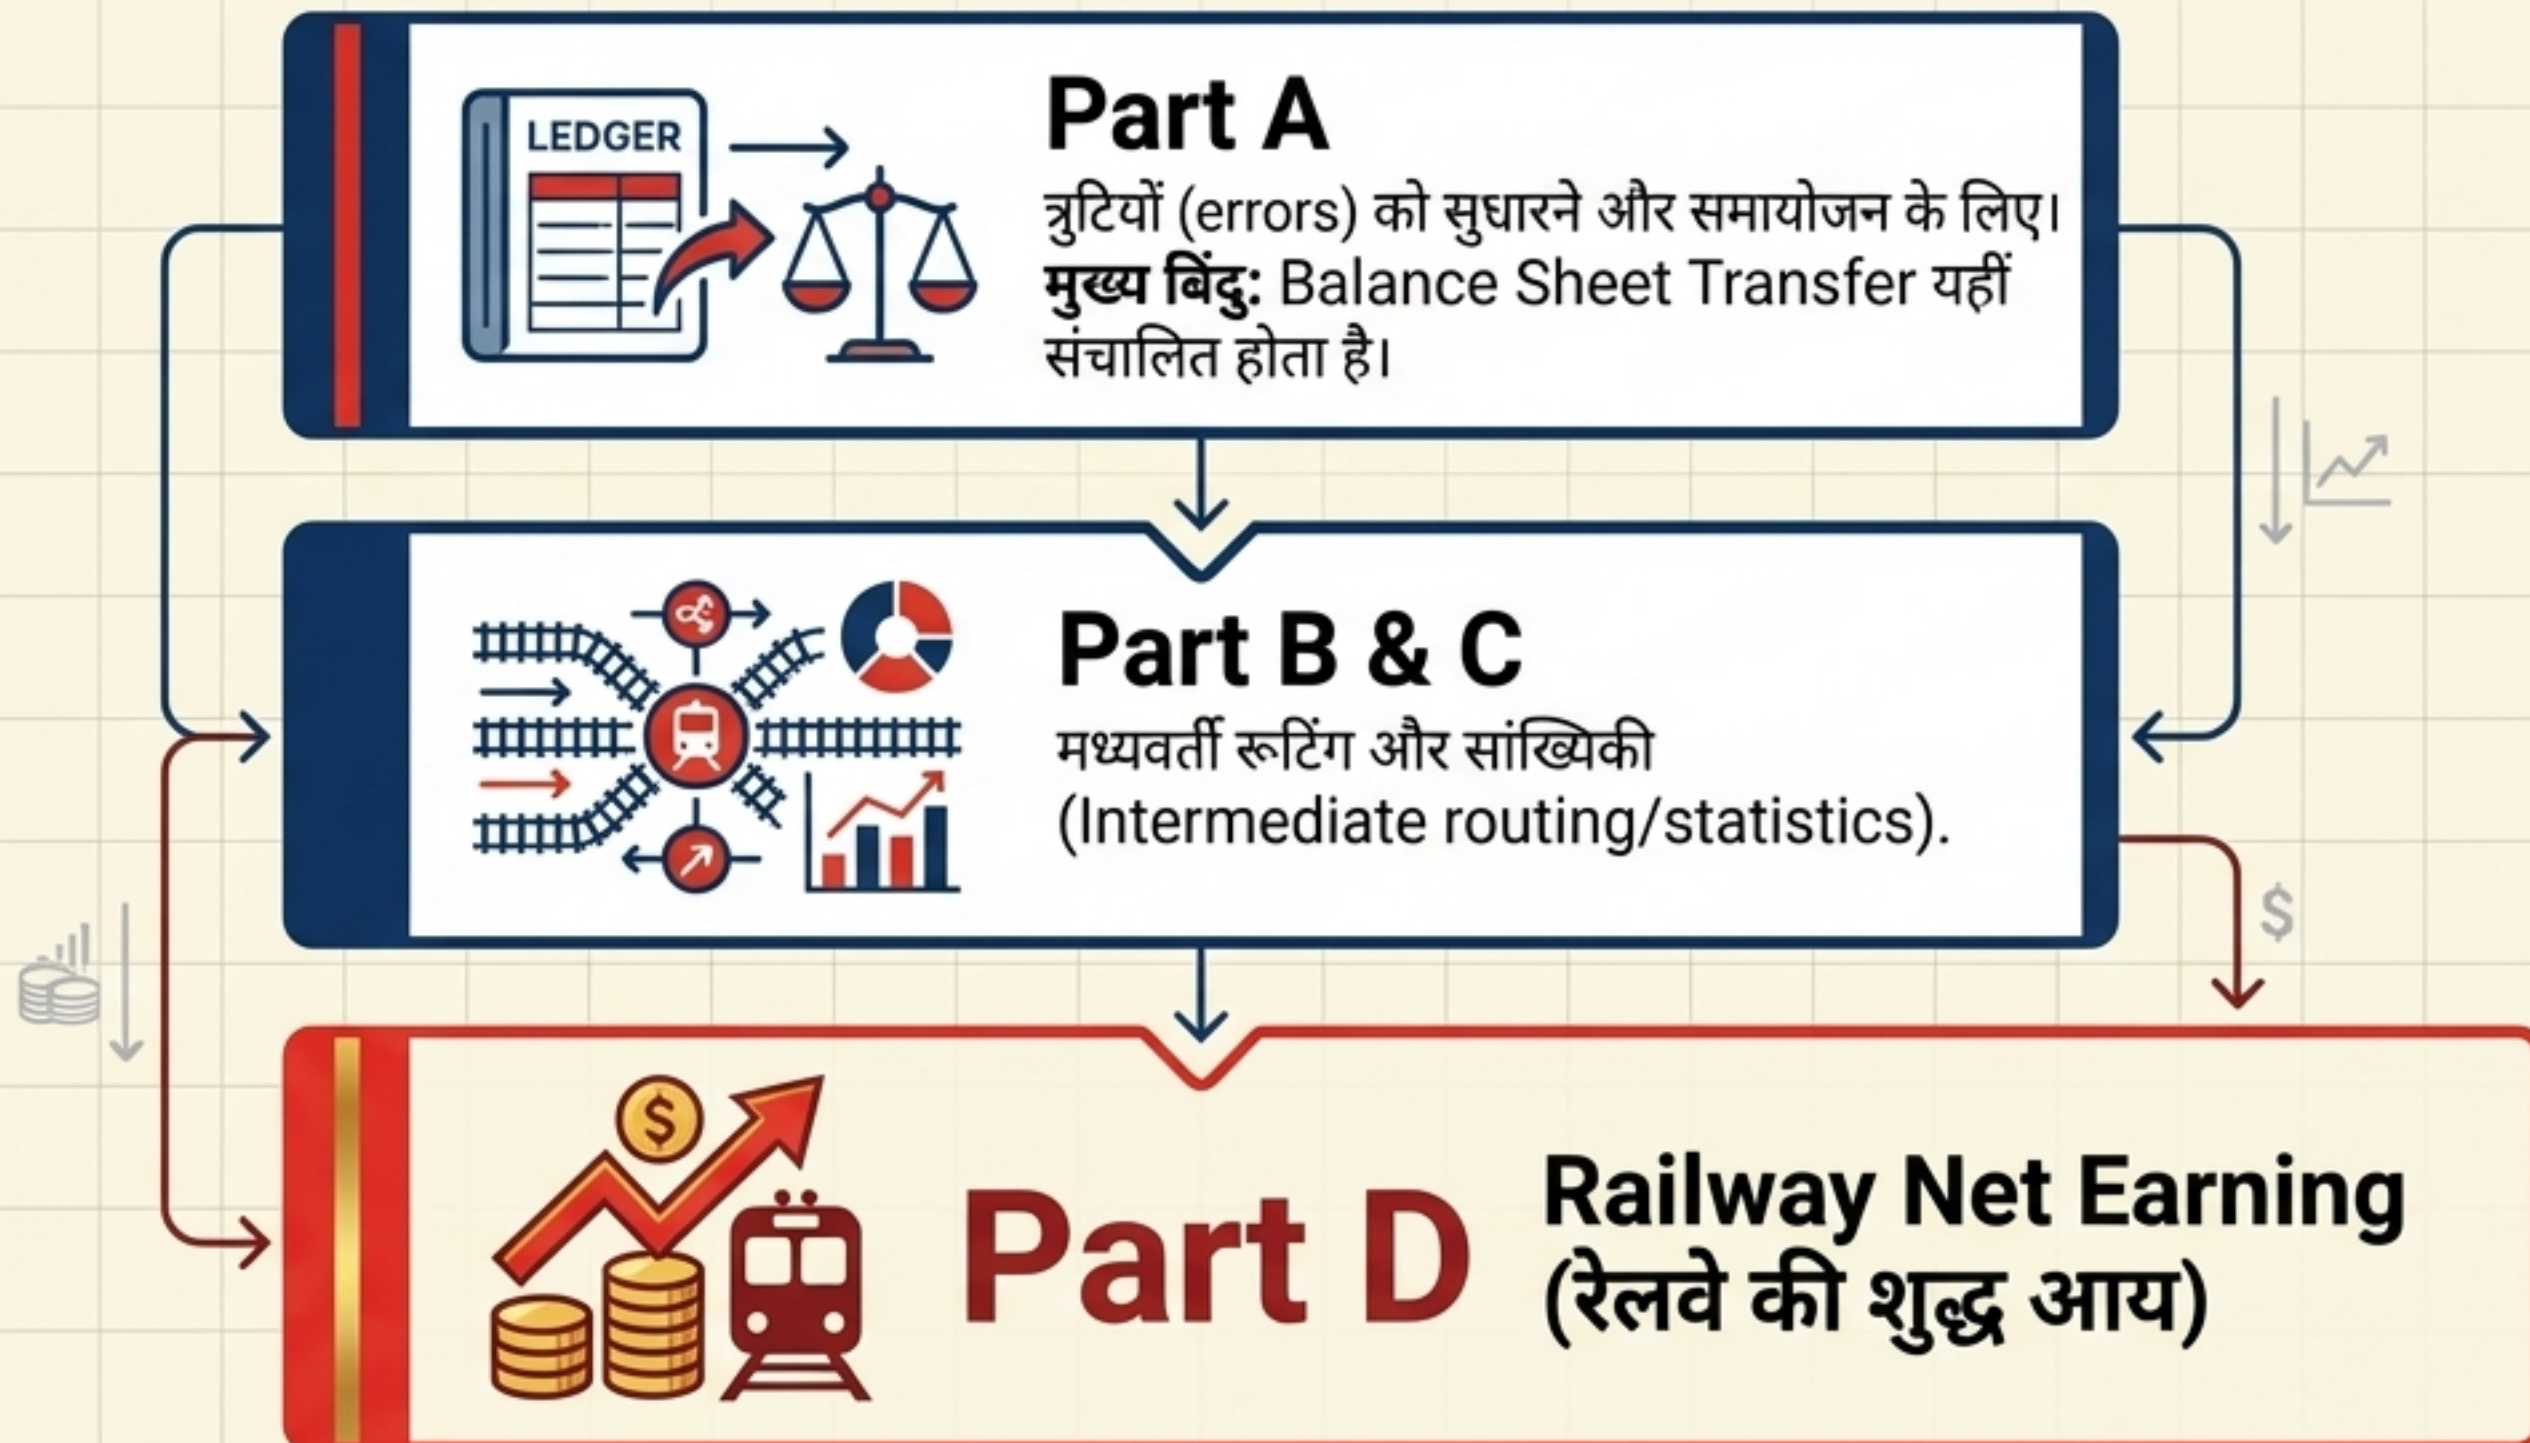 LEDGER
Part A
त्रुटियों (errors) को सुधारने और समायोजन के लिए।
मुख्य बिंदु: Balance Sheet Transfer यहीं
संचालित होता है।
Part B & C
मध्यवर्ती रूटिंग और सांख्यिकी
(Intermediate routing/statistics).
$
$
Part D
Railway Net Earning
(रेलवे की शुद्ध आय)